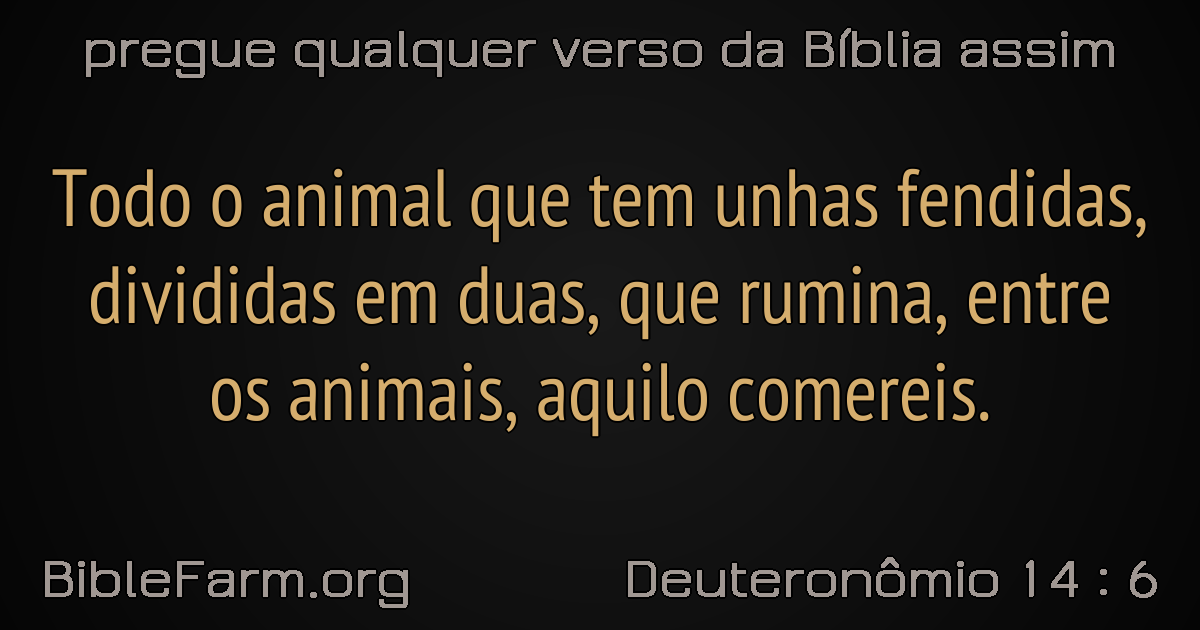 pregue qualquer verso da Bíblia assim
Todo o animal que tem unhas fendidas,
divididas em duas, que rumina, entre
os animais, aquilo comereis.
BibleFarm.org
Deuteronômio 14 : 6